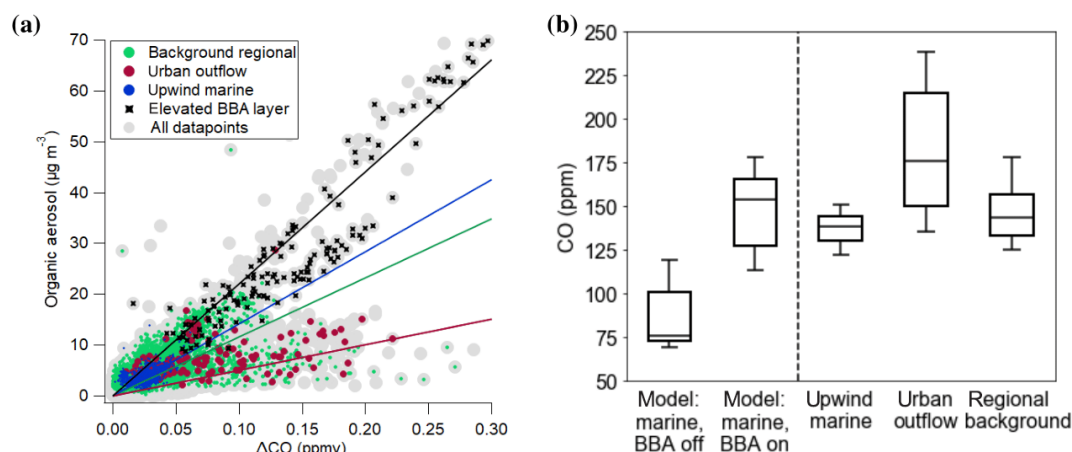 (a)
70
60
50
40
30
20
10
0
Organic aerosol (µg m⁻³)
Background regional
Urban outflow
Upwind marine
Elevated BBA layer
All datapoints
0.00 0.05 0.10 0.15 0.20 0.25 0.30
ΔCO (ppmv)
(b)
250
225
200
175
150
125
100
75
50
CO (ppm)
Model: marine, BBA off
Model: marine, BBA on
Upwind marine
Urban outflow
Regional background